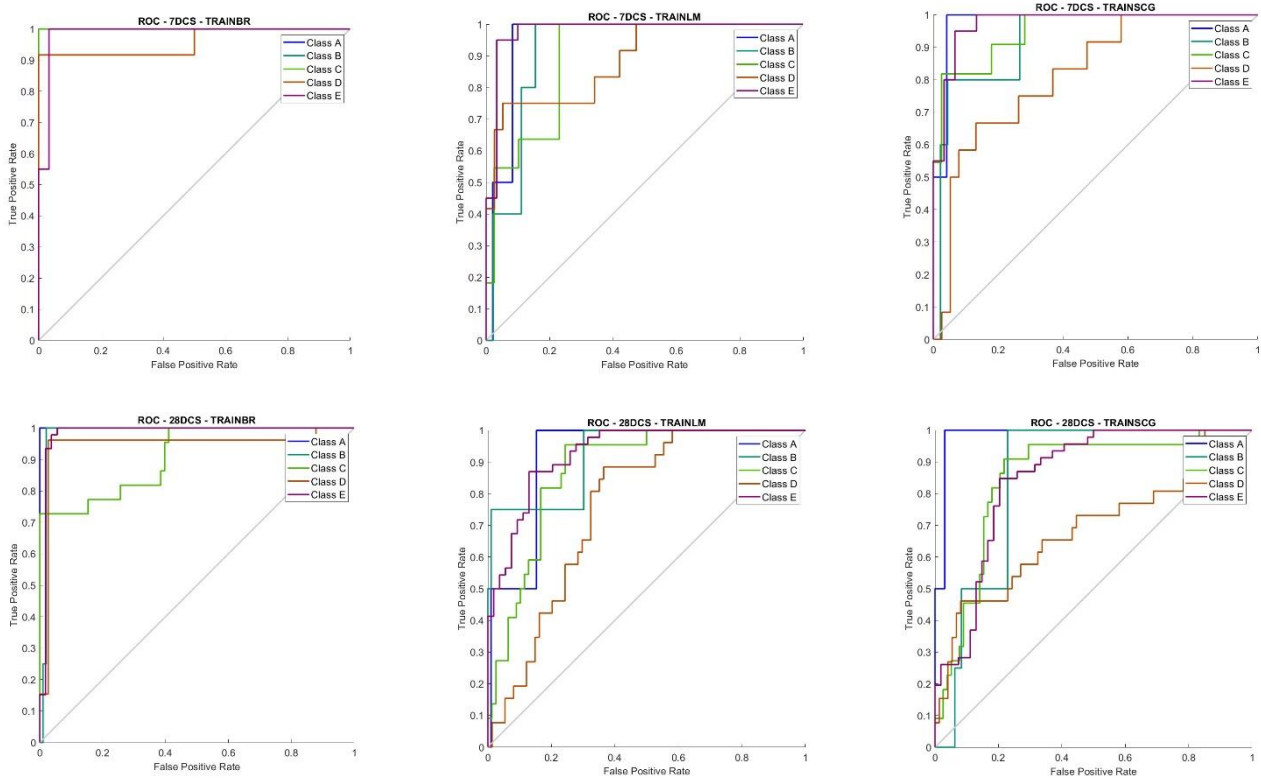 ROC - 7DCS - TRAINBR
True Positive Rate
1
0.9
0.8
0.7
0.6
0.5
0.4
0.3
0.2
0.1
0
Class A
Class B
Class C
Class D
Class E
0 0.2 0.4 0.6 0.8 1
False Positive Rate
ROC - 7DCS - TRAINLM
True Positive Rate
1
0.9
0.8
0.7
0.6
0.5
0.4
0.3
0.2
0.1
0
Class A
Class B
Class C
Class D
Class E
0 0.2 0.4 0.6 0.8 1
False Positive Rate
ROC - 7DCS - TRAINSCG
True Positive Rate
1
0.9
0.8
0.7
0.6
0.5
0.4
0.3
0.2
0.1
0
Class A
Class B
Class C
Class D
Class E
0 0.2 0.4 0.6 0.8 1
False Positive Rate
ROC - 28DCS - TRAINBR
True Positive Rate
1
0.9
0.8
0.7
0.6
0.5
0.4
0.3
0.2
0.1
0
Class A
Class B
Class C
Class D
Class E
0 0.2 0.4 0.6 0.8 1
False Positive Rate
ROC - 28DCS - TRAINLM
True Positive Rate
1
0.9
0.8
0.7
0.6
0.5
0.4
0.3
0.2
0.1
0
Class A
Class B
Class C
Class D
Class E
0 0.2 0.4 0.6 0.8 1
False Positive Rate
ROC - 28DCS - TRAINSCG
True Positive Rate
1
0.9
0.8
0.7
0.6
0.5
0.4
0.3
0.2
0.1
0
Class A
Class B
Class C
Class D
Class E
0 0.2 0.4 0.6 0.8 1
False Positive Rate